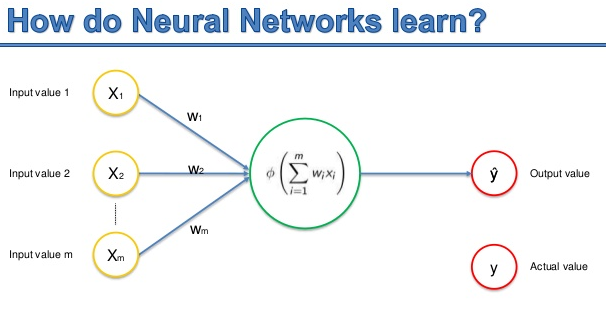 How do Neural Networks learn?
Input value 1
X1
W1
Input value 2
X2
W2
ϕ(∑ᵢ₌₁ᵐ wᵢxᵢ)
ŷ
Output value
Wm
Input value m
Xm
y
Actual value